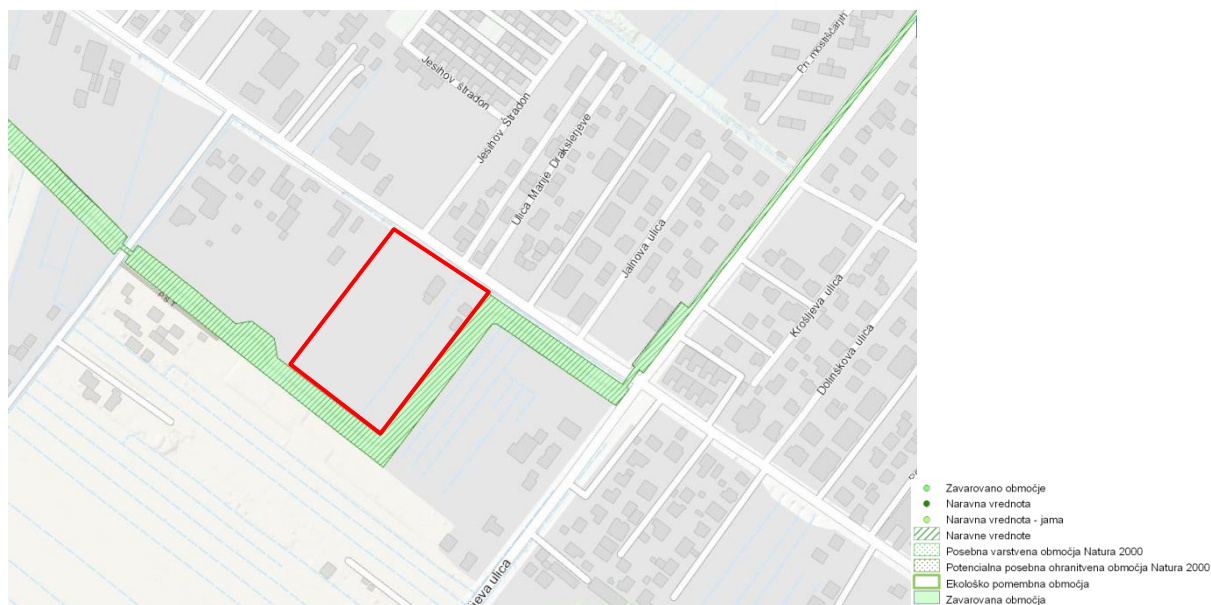 Jesihov štradon
Jesihov Štradon
Ulica Marije Drakslerjeve
Jalnova ulica
Pri mostiščarjih
Krošljeva ulica
Dolinškova ulica
PST
jeva ulica
Zavarovano območje
Naravna vrednota
Naravna vrednota - jama
Naravne vrednote
Posebna varstvena območja Natura 2000
Potencialna posebna ohranitvena območja Natura 2000
Ekološko pomembna območja
Zavarovana območja